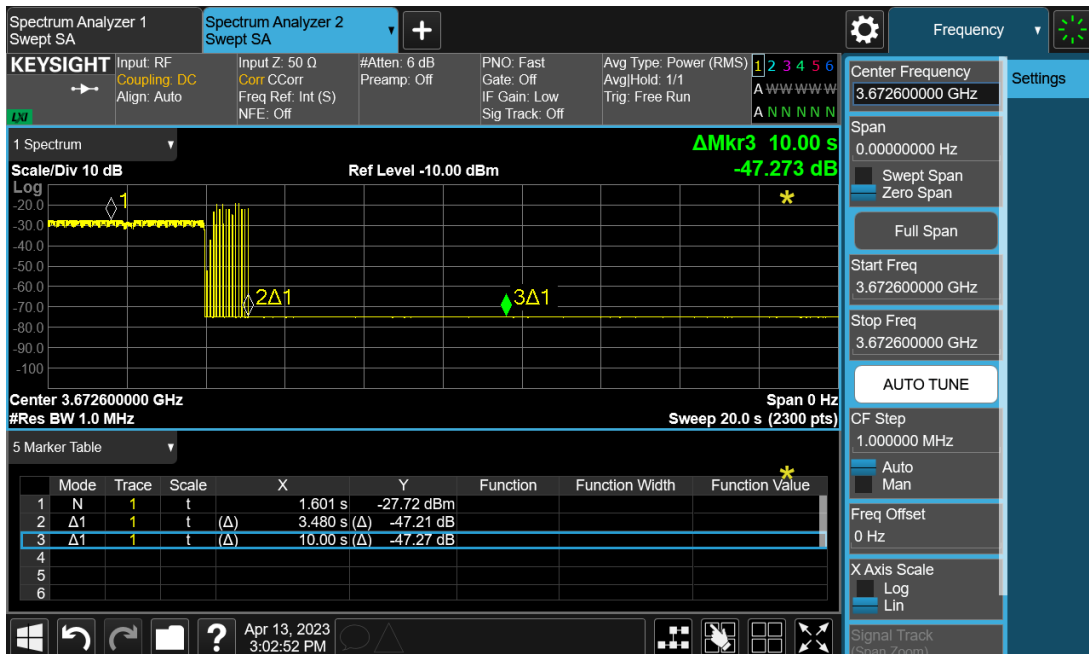 Spectrum Analyzer 1
Swept SA
Spectrum Analyzer 2
Swept SA
Frequency
KEYSIGHT
LXI
Input: RF
Coupling: DC
Align: Auto
Input Z: 50 Ω
Corr CCorr
Freq Ref: Int (S)
NFE: Off
#Atten: 6 dB
Preamp: Off
PNO: Fast
Gate: Off
IF Gain: Low
Sig Track: Off
Avg Type: Power (RMS)
Avg|Hold: 1/1
Trig: Free Run
1 2 3 4 5 6
A W W W W W
A N N N N N
1 Spectrum
ΔMkr3 10.00 s
-47.273 dB
Scale/Div 10 dB
Ref Level -10.00 dBm
Log
-20.0
-30.0
-40.0
-50.0
-60.0
-70.0
-80.0
-90.0
-100
1
2Δ1
3Δ1
Center 3.672600000 GHz
Span 0 Hz
#Res BW 1.0 MHz
Sweep 20.0 s (2300 pts)
5 Marker Table
Mode Trace Scale X Y Function Function Width Function Value
1 N 1 t 1.601 s -27.72 dBm
2 Δ1 1 t (Δ) 3.480 s (Δ) -47.21 dB
3 Δ1 1 t (Δ) 10.00 s (Δ) -47.27 dB
4
5
6
Apr 13, 2023
3:02:52 PM
Center Frequency
3.672600000 GHz
Span
0.00000000 Hz
Swept Span
Zero Span
Full Span
Start Freq
3.672600000 GHz
Stop Freq
3.672600000 GHz
AUTO TUNE
CF Step
1.000000 MHz
Auto
Man
Freq Offset
0 Hz
X Axis Scale
Log
Lin
Signal Track
(Span Zoom)
Settings